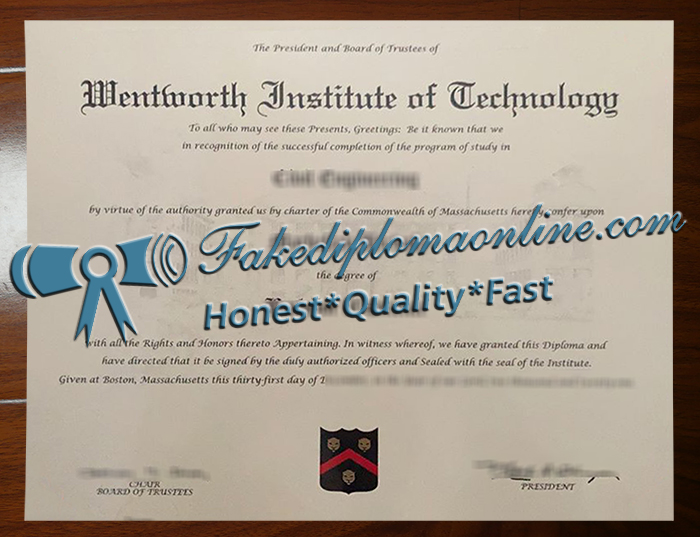 The President and Board of Trustees of
Wentworth Institute of Technology
To all who may see these Presents, Greetings: Be it known that we
in recognition of the successful completion of the program of study in
Civil Engineering
by virtue of the authority granted us by charter of the Commonwealth of Massachusetts hereby confer upon
Fakediplomaonline.com
the degree of
Honest*Quality*Fast
with all the Rights and Honors thereto Appertaining. In witness whereof, we have granted this Diploma and
have directed that it be signed by the duly authorized officers and Sealed with the seal of the Institute.
Given at Boston, Massachusetts this thirty-first day of
CHAIR
BOARD OF TRUSTEES
PRESIDENT